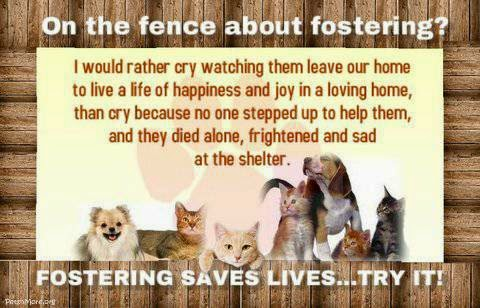 On the fence about fostering?
I would rather cry watching them leave our home
to live a life of happiness and joy in a loving home,
than cry because no one stepped up to help them,
and they died alone, frightened and sad
at the shelter.
FOSTERING SAVES LIVES...TRY IT!